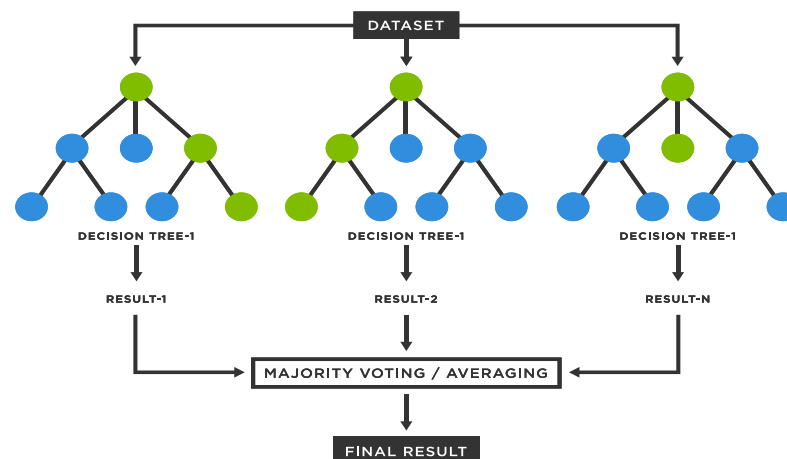 DATASET
DECISION TREE-1
DECISION TREE-1
DECISION TREE-1
RESULT-1
RESULT-2
RESULT-N
MAJORITY VOTING / AVERAGING
FINAL RESULT